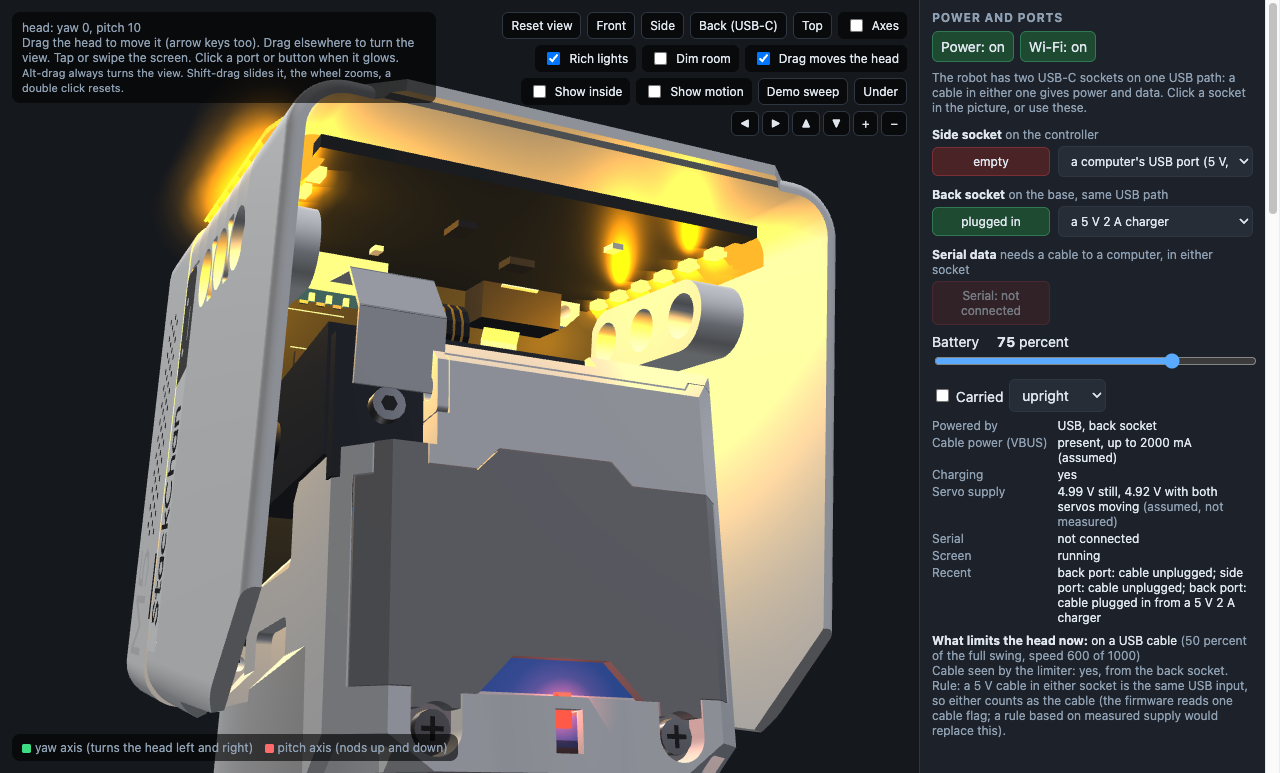 head: yaw 0, pitch 10
Drag the head to move it (arrow keys too). Drag elsewhere to turn the
view. Tap or swipe the screen. Click a port or button when it glows.
Alt-drag always turns the view. Shift-drag slides it, the wheel zooms, a
double click resets.
Reset view Front Side Back (USB-C) Top Axes
Rich lights Dim room Drag moves the head
Show inside Show motion Demo sweep Under
◀ ▶ ▲ ▼ + −
yaw axis (turns the head left and right) pitch axis (nods up and down)
POWER AND PORTS
Power: on Wi-Fi: on
The robot has two USB-C sockets on one USB path: a
cable in either one gives power and data. Click a socket
in the picture, or use these.
Side socket on the controller
empty a computer's USB port (5 V,
Back socket on the base, same USB path
plugged in a 5 V 2 A charger
Serial data needs a cable to a computer, in either
socket
Serial: not
connected
Battery 75 percent
Carried upright
Powered by USB, back socket
Cable power (VBUS) present, up to 2000 mA
(assumed)
Charging yes
Servo supply 4.99 V still, 4.92 V with both
servos moving (assumed, not
measured)
Serial not connected
Screen running
Recent back port: cable unplugged; side
port: cable unplugged; back port:
cable plugged in from a 5 V 2 A
charger
What limits the head now: on a USB cable (50 percent
of the full swing, speed 600 of 1000)
Cable seen by the limiter: yes, from the back socket.
Rule: a 5 V cable in either socket is the same USB input,
so either counts as the cable (the firmware reads one
cable flag; a rule based on measured supply would
replace this).